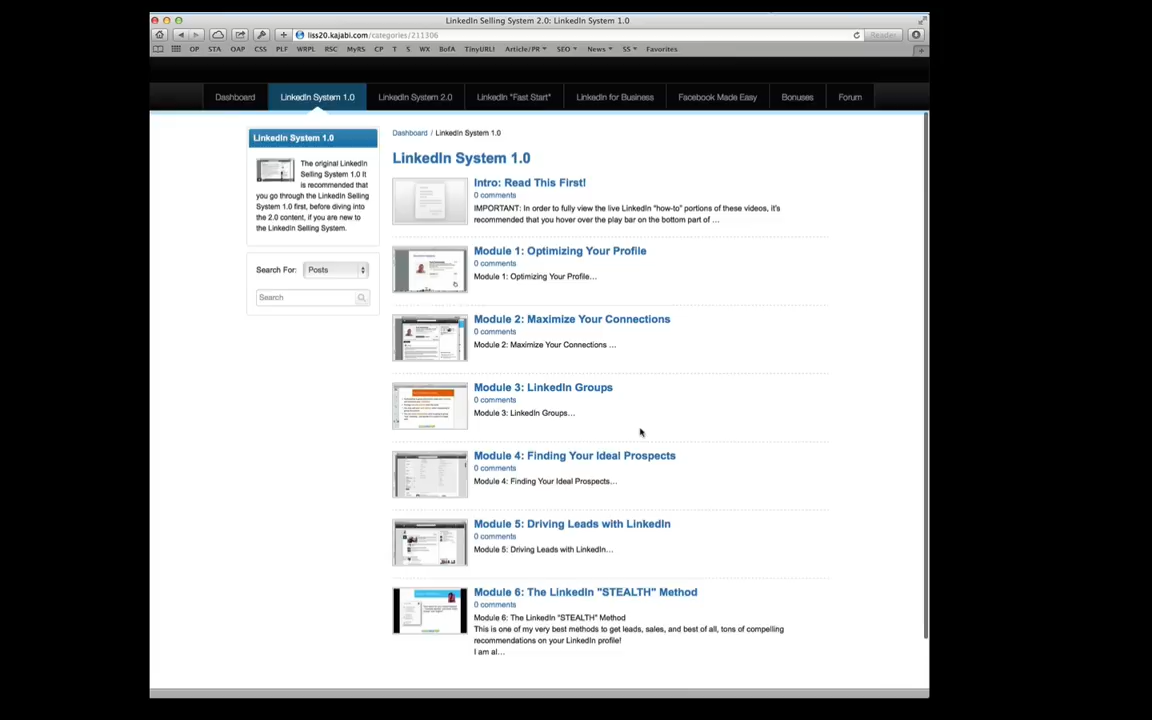 LinkedIn Selling System 2.0: LinkedIn System 1.0
liss20.kajabi.com/categories/211306
Reader
OP STA OAP CSS PLF WRPL RSC MyRS CP T S WX BofA TinyURL! Article/PR SEO News SS Favorites
Dashboard LinkedIn System 1.0 LinkedIn System 2.0 LinkedIn "Fast Start" LinkedIn for Business Facebook Made Easy Bonuses Forum
LinkedIn System 1.0
The original LinkedIn
Selling System 1.0 It
is recommended that
you go through the LinkedIn Selling
System 1.0 first, before diving into
the 2.0 content, if you are new to
the LinkedIn Selling System.
Search For: Posts
Search
Dashboard / LinkedIn System 1.0
LinkedIn System 1.0
Intro: Read This First!
0 comments
IMPORTANT: In order to fully view the live LinkedIn "how-to" portions of these videos, it's
recommended that you hover over the play bar on the bottom part of ...
Module 1: Optimizing Your Profile
0 comments
Module 1: Optimizing Your Profile...
Module 2: Maximize Your Connections
0 comments
Module 2: Maximize Your Connections ...
Module 3: LinkedIn Groups
0 comments
Module 3: LinkedIn Groups...
Module 4: Finding Your Ideal Prospects
0 comments
Module 4: Finding Your Ideal Prospects...
Module 5: Driving Leads with LinkedIn
0 comments
Module 5: Driving Leads with LinkedIn...
Module 6: The LinkedIn "STEALTH" Method
0 comments
Module 6: The LinkedIn "STEALTH" Method
This is one of my very best methods to get leads, sales, and best of all, tons of compelling
recommendations on your LinkedIn profile!
I am al...